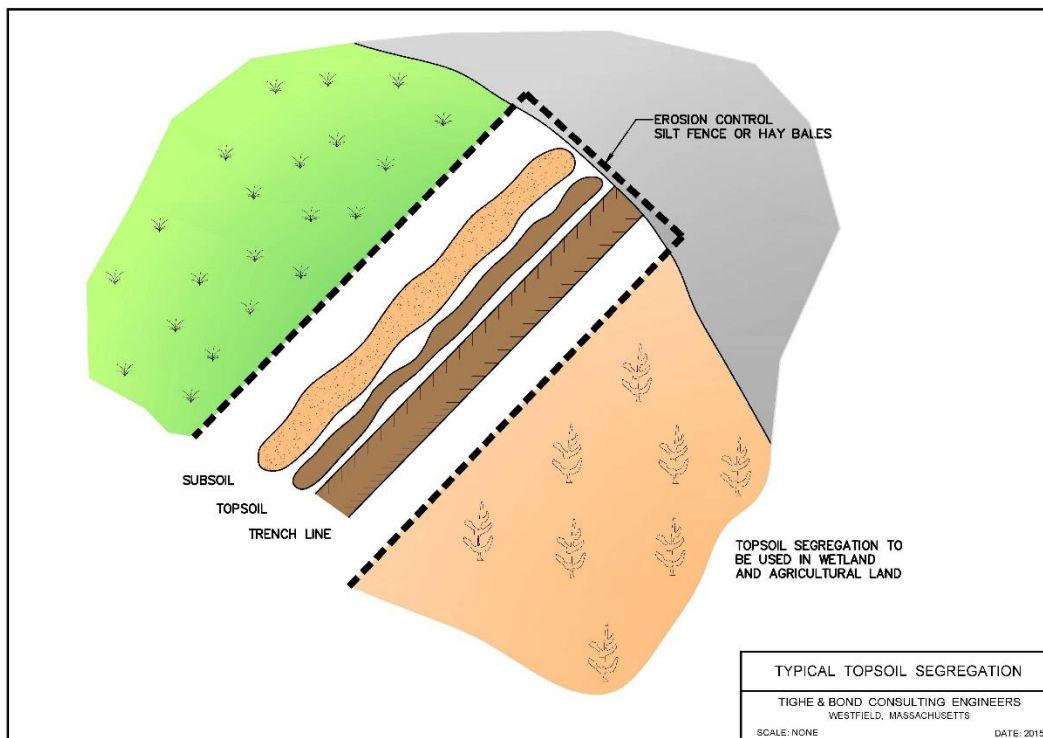 EROSION CONTROL
SILT FENCE OR HAY BALES
SUBSOIL
TOPSOIL
TRENCH LINE
TOPSOIL SEGREGATION TO
BE USED IN WETLAND
AND AGRICULTURAL LAND
TYPICAL TOPSOIL SEGREGATION
TIGHE & BOND CONSULTING ENGINEERS
WESTFIELD, MASSACHUSETTS
SCALE: NONE DATE: 2015